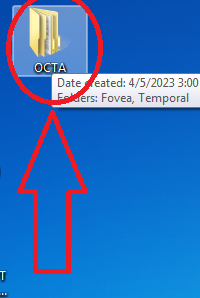 OCTA
Date created: 4/5/2023 3:00
Folders: Fovea, Temporal
T
...